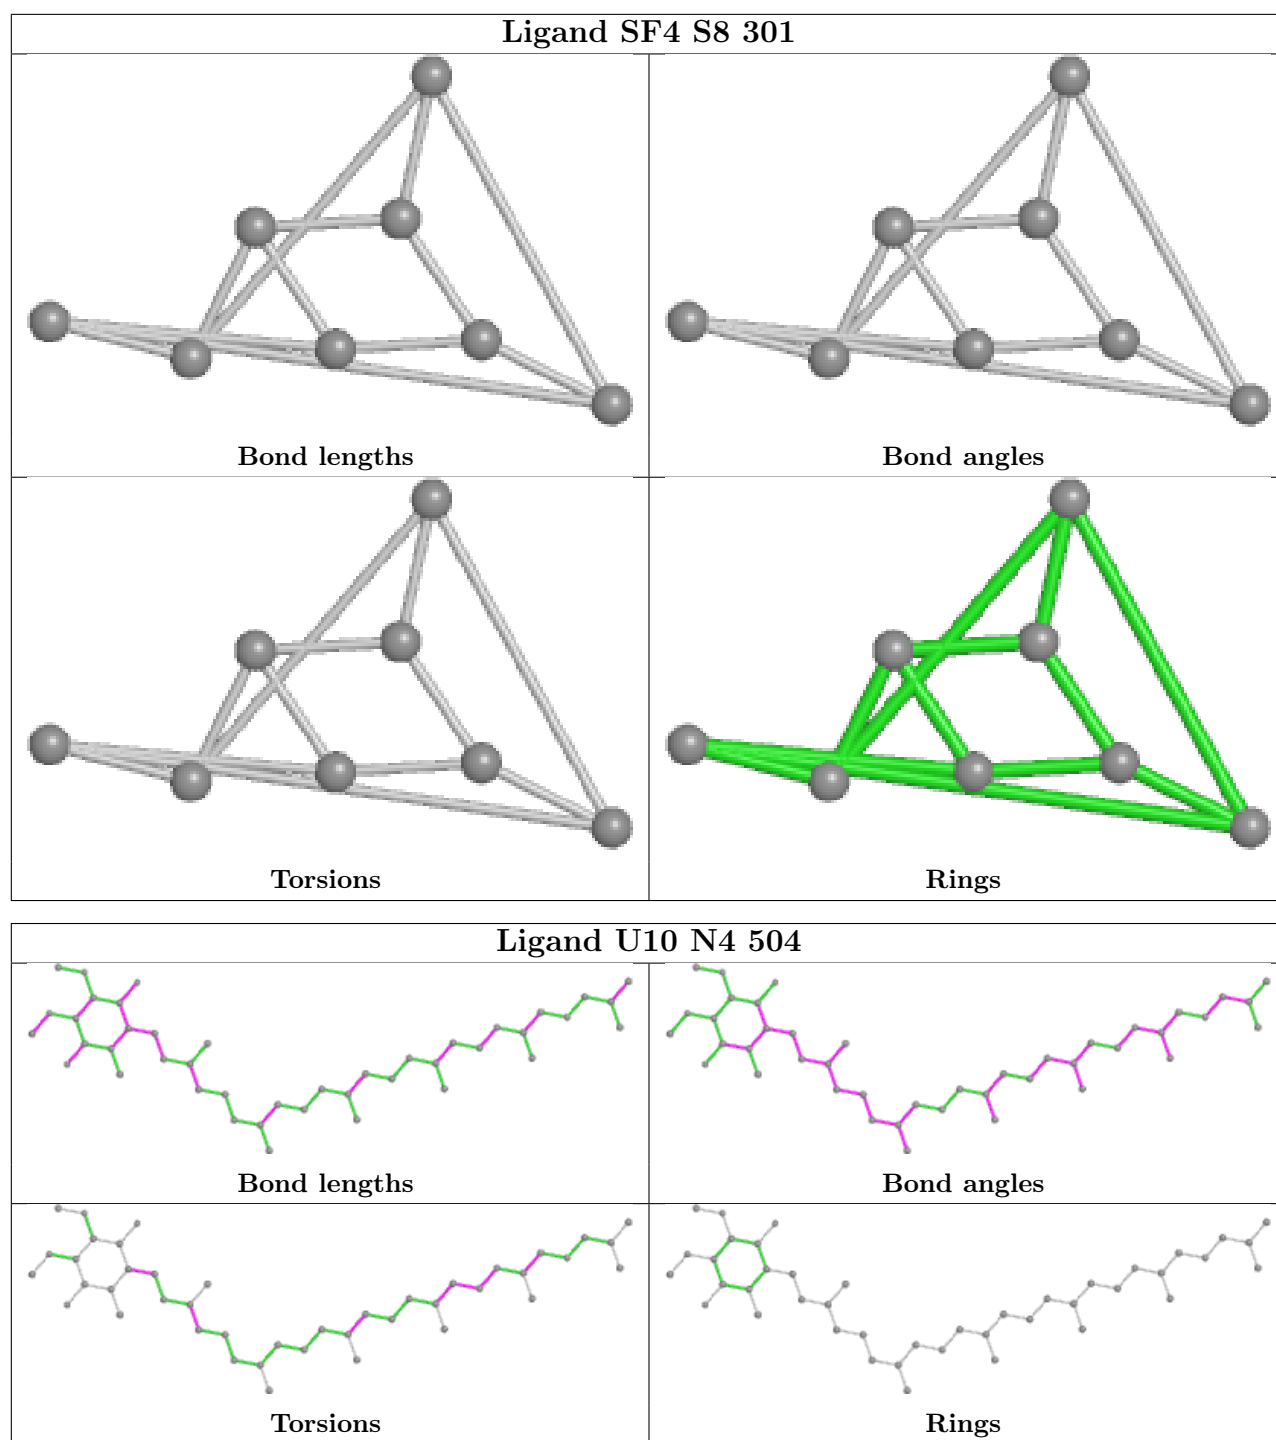 Ligand SF4 S8 301
Bond lengths
Bond angles
Torsions
Rings
Ligand U10 N4 504
Bond lengths
Bond angles
Torsions
Rings